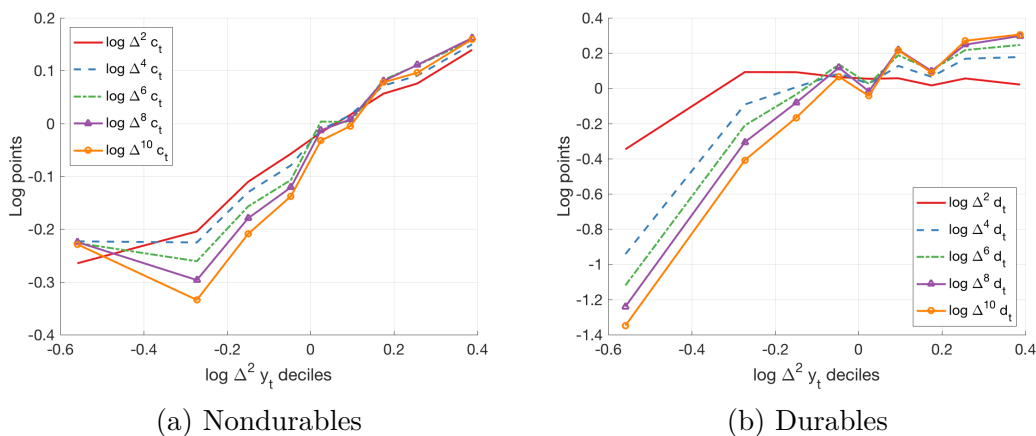 0.2
0.1
0
-0.1
-0.2
-0.3
-0.4
Log points
log Δ² c_t
log Δ⁴ c_t
log Δ⁶ c_t
log Δ⁸ c_t
log Δ¹⁰ c_t
-0.6 -0.4 -0.2 0 0.2 0.4
log Δ² y_t deciles
(a) Nondurables
0.4
0.2
0
-0.2
-0.4
-0.6
-0.8
-1
-1.2
-1.4
Log points
log Δ² d_t
log Δ⁴ d_t
log Δ⁶ d_t
log Δ⁸ d_t
log Δ¹⁰ d_t
-0.6 -0.4 -0.2 0 0.2 0.4
log Δ² y_t deciles
(b) Durables